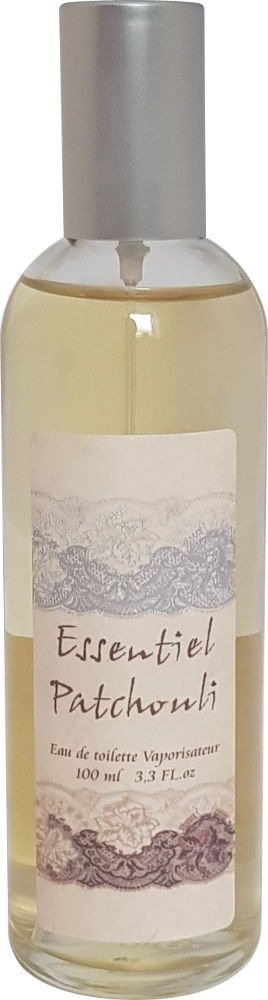 Essentiel
Patchouli
Eau de toilette Vaporisateur
100 ml 3,3 FL.oz